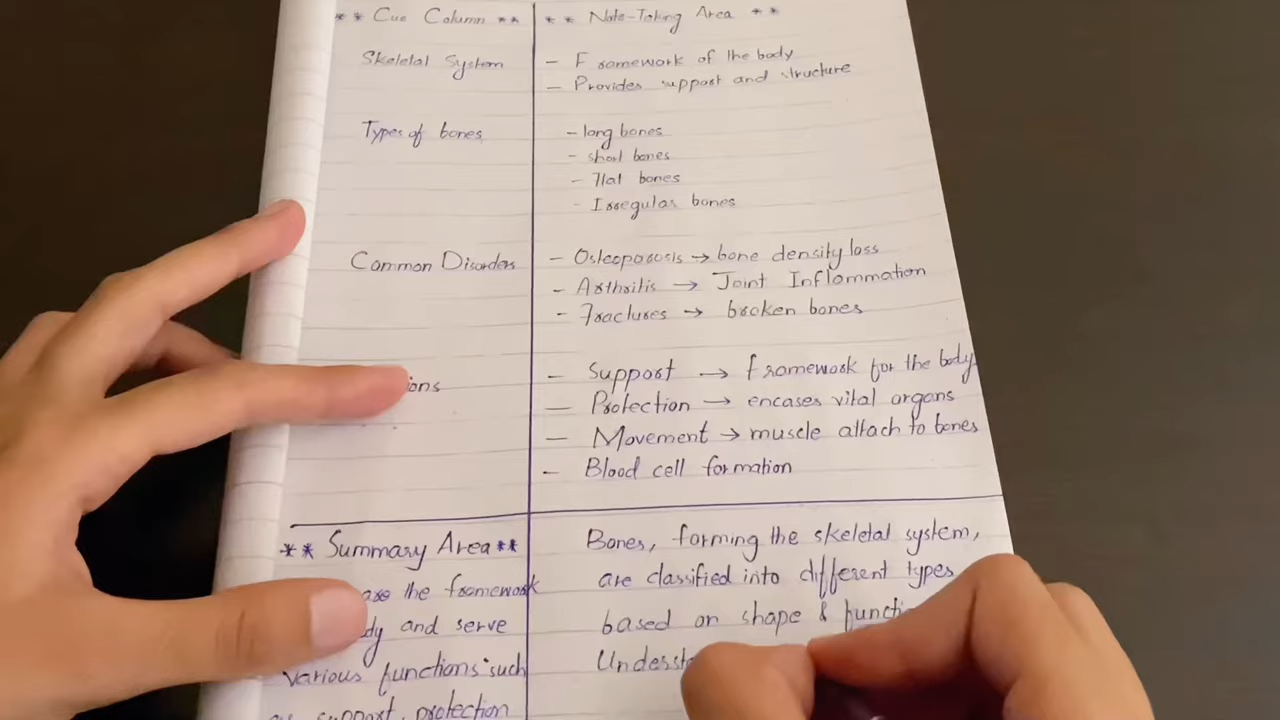 ** Cue Column **
** Note-Taking Area **
Skeletal System
- Framework of the body
- Provides support and structure
Types of bones
- long bones
- short bones
- Flat bones
- Irregular bones
Common Disorders
- Osteoporosis → bone density loss
- Arthritis → Joint Inflammation
- Fractures → broken bones
- Support → framework for the body
- Protection → encases vital organs
- Movement → muscle attach to bones
- Blood cell formation
** Summary Area **
are the framework
and serve
various functions such
as support, protection
Bones, forming the skeletal system,
are classified into different types
based on shape &